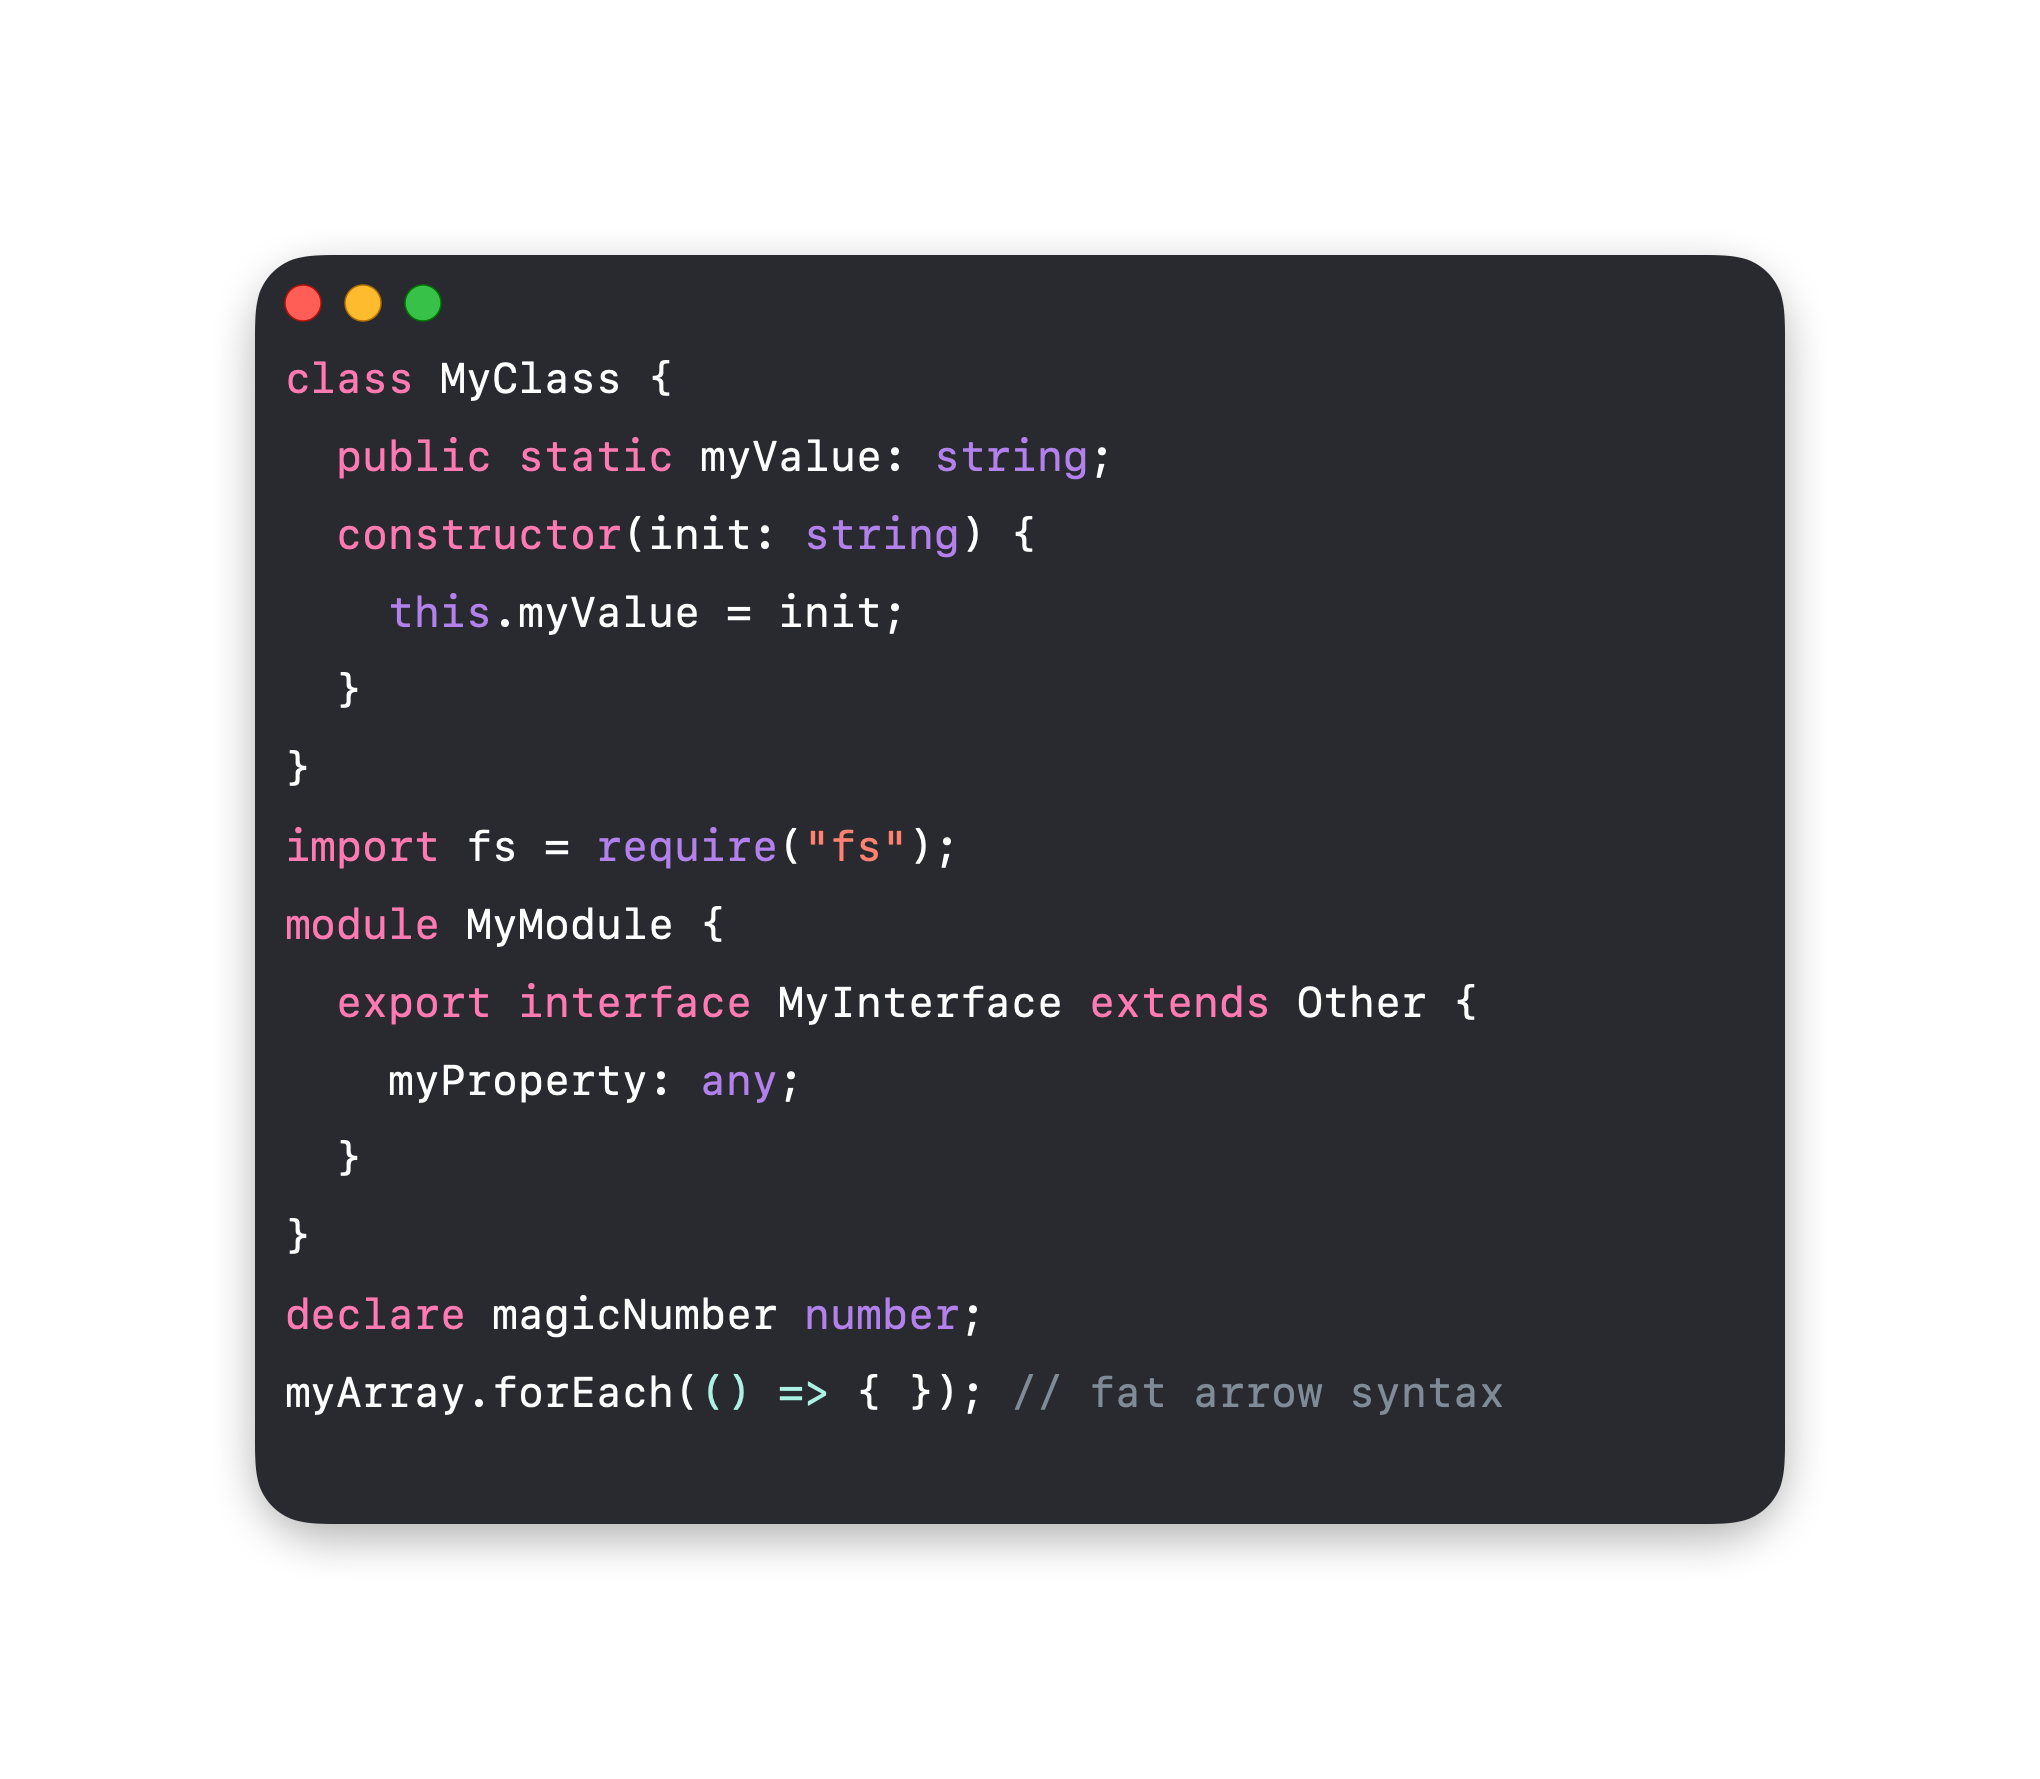 class MyClass {
  public static myValue: string;
  constructor(init: string) {
    this.myValue = init;
  }
}
import fs = require("fs");
module MyModule {
  export interface MyInterface extends Other {
    myProperty: any;
  }
}
declare magicNumber number;
myArray.forEach(() => { }); // fat arrow syntax